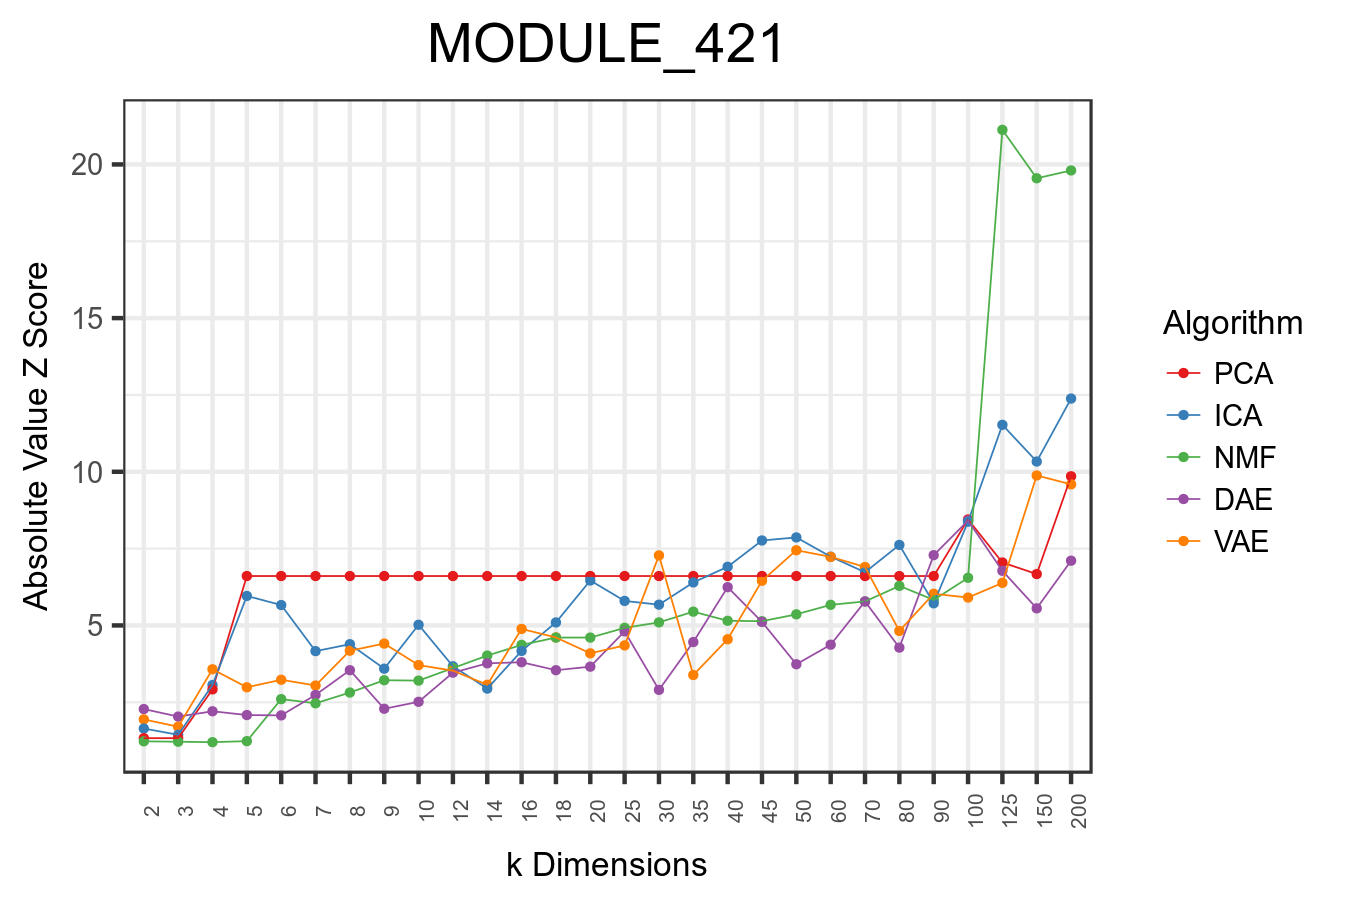 MODULE_421
Absolute Value Z Score
20
15
10
5
2 3 4 5 6 7 8 9 10 12 14 16 18 20 25 30 35 40 45 50 60 70 80 90 100 125 150 200
k Dimensions
Algorithm
PCA
ICA
NMF
DAE
VAE